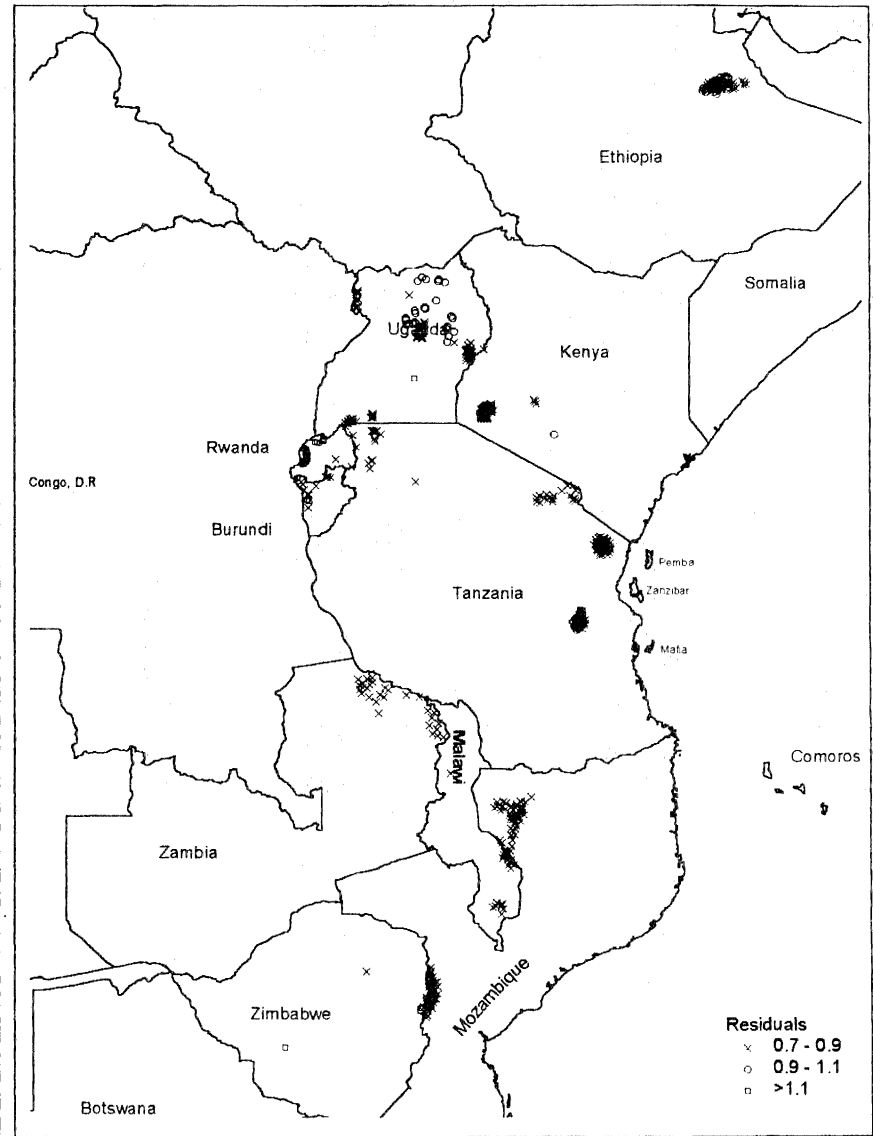 Ethiopia
Somalia
Uganda
Kenya
Rwanda
Congo, D.R
Burundi
Pemba
Tanzania
Zanzibar
Mafia
Malawi
Comoros
Zambia
Mozambique
Zimbabwe
Residuals
0.7 - 0.9
0.9 - 1.1
>1.1
Botswana